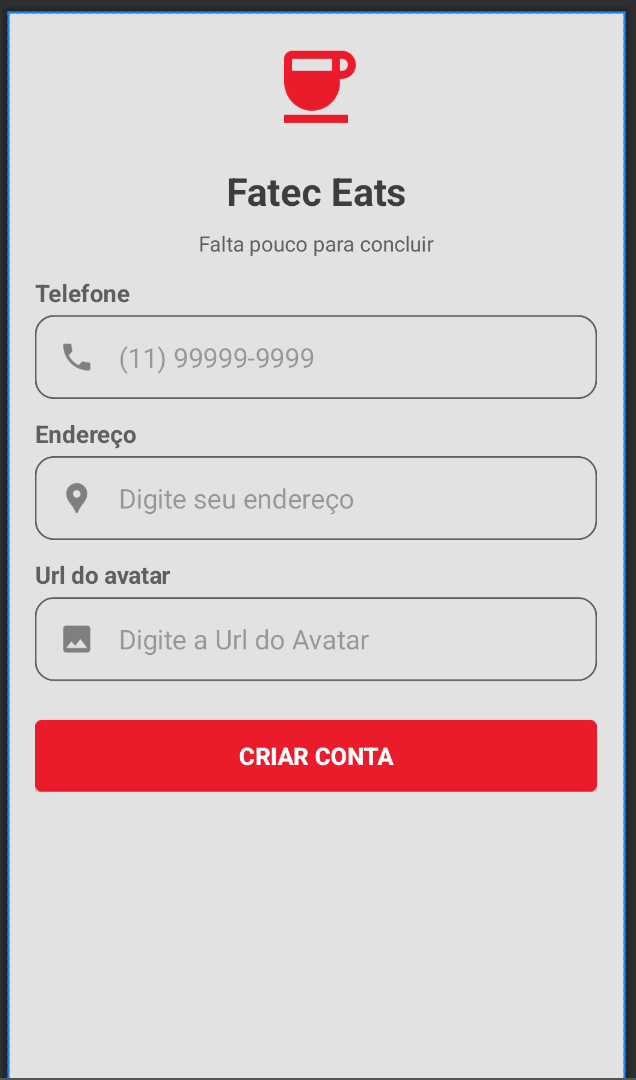 Fatec Eats
Falta pouco para concluir
Telefone
(11) 99999-9999
Endereço
Digite seu endereço
Url do avatar
Digite a Url do Avatar
CRIAR CONTA